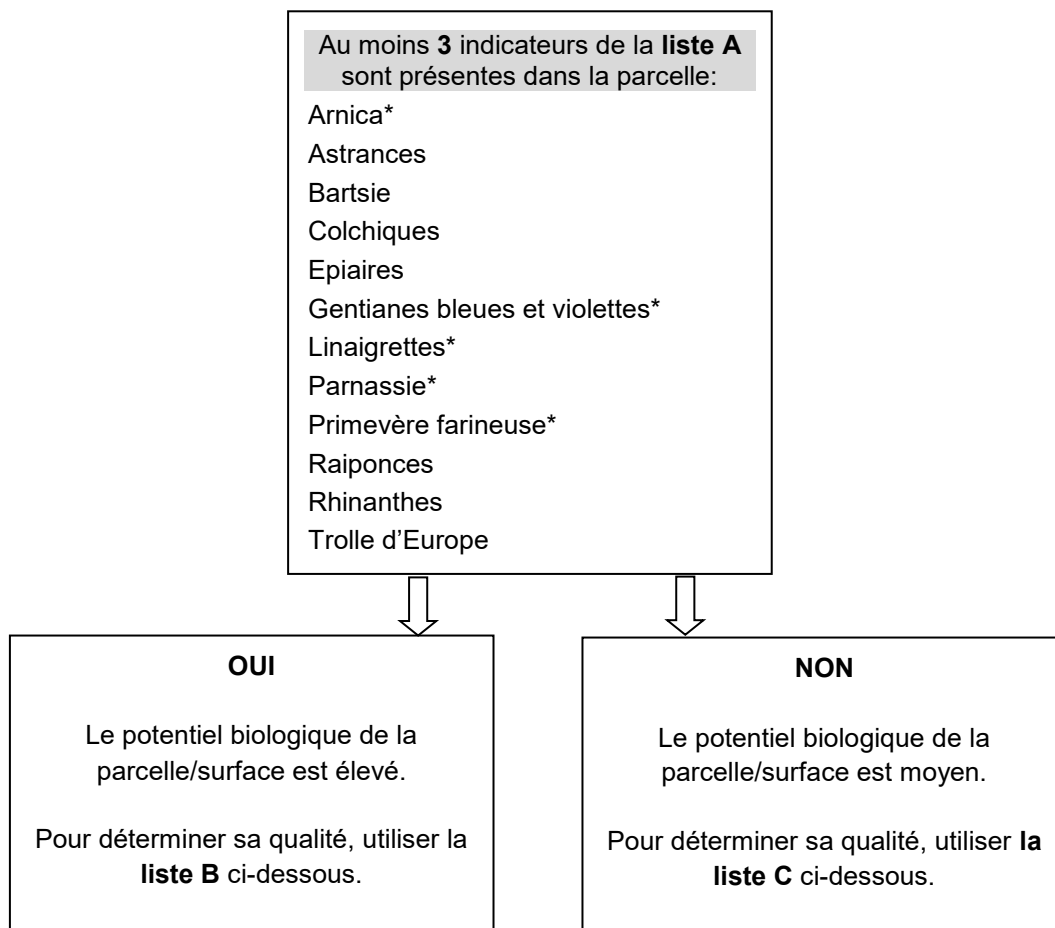 Au moins 3 indicateurs de la liste A
sont présentes dans la parcelle:
Arnica*
Astrances
Bartsie
Colchiques
Epiaires
Gentianes bleues et violettes*
Linaigrettes*
Parnassie*
Primevère farineuse*
Raiponces
Rhinanthes
Trolle d’Europe
OUI
Le potentiel biologique de la
parcelle/surface est élevé.
Pour déterminer sa qualité, utiliser la
liste B ci-dessous.
NON
Le potentiel biologique de la
parcelle/surface est moyen.
Pour déterminer sa qualité, utiliser la
liste C ci-dessous.